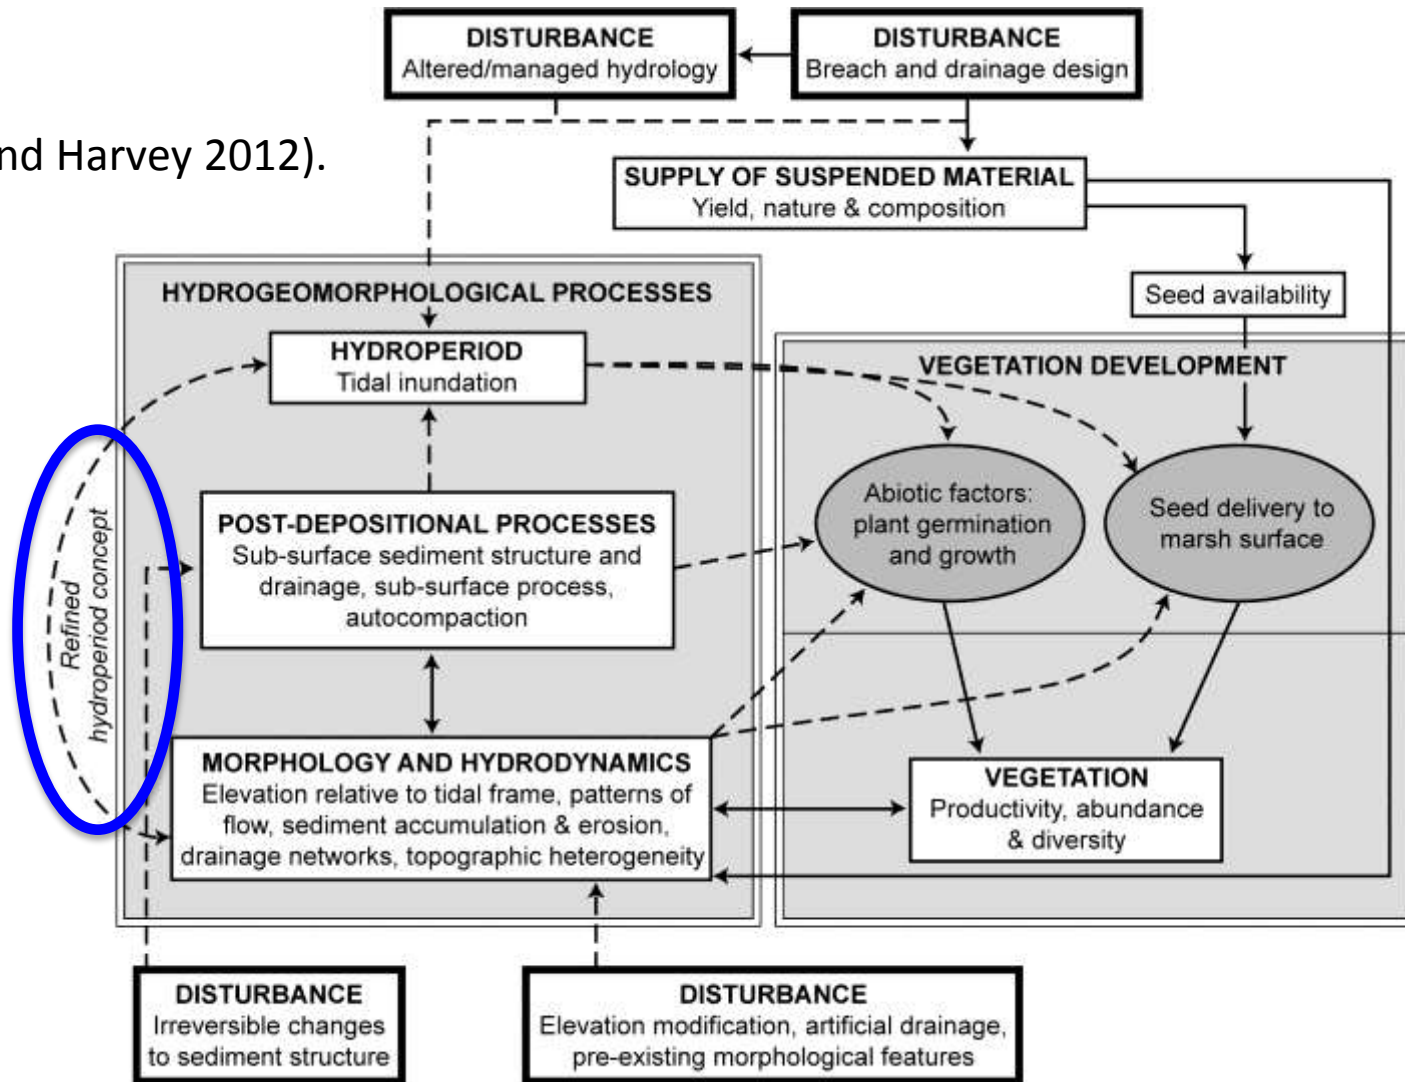 DISTURBANCE
Altered/managed hydrology
DISTURBANCE
Breach and drainage design
nd Harvey 2012).
SUPPLY OF SUSPENDED MATERIAL
Yield, nature & composition
Seed availability
HYDROGEOMORPHOLOGICAL PROCESSES
HYDROPERIOD
Tidal inundation
VEGETATION DEVELOPMENT
Refined
hydroperiod concept
POST-DEPOSITIONAL PROCESSES
Sub-surface sediment structure and
drainage, sub-surface process,
autocompaction
Abiotic factors:
plant germination
and growth
Seed delivery to
marsh surface
MORPHOLOGY AND HYDRODYNAMICS
Elevation relative to tidal frame, patterns of
flow, sediment accumulation & erosion,
drainage networks, topographic heterogeneity
VEGETATION
Productivity, abundance
& diversity
DISTURBANCE
Irreversible changes
to sediment structure
DISTURBANCE
Elevation modification, artificial drainage,
pre-existing morphological features